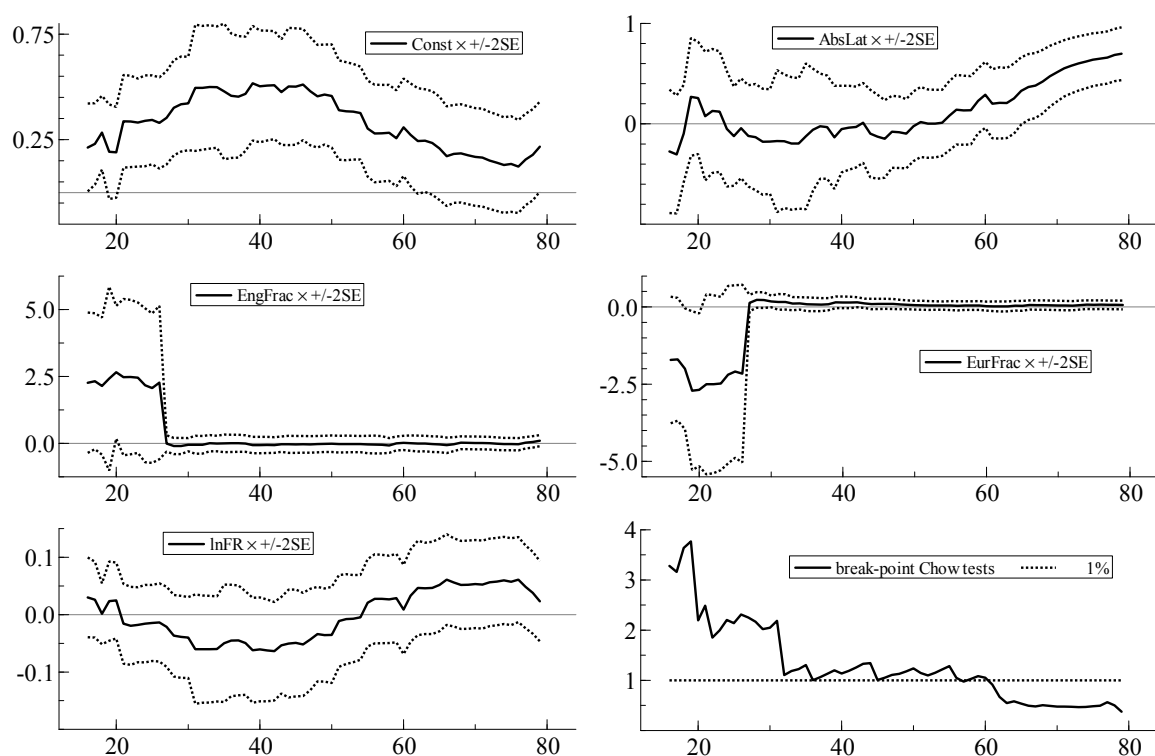 0.75
0.25
20 40 60 80
Const × +/-2SE
1
0
20 40 60 80
AbsLat × +/-2SE
5.0
2.5
0.0
20 40 60 80
EngFrac × +/-2SE
0.0
-2.5
-5.0
20 40 60 80
EurFrac × +/-2SE
0.1
0.0
-0.1
20 40 60 80
lnFR × +/-2SE
4
3
2
1
20 40 60 80
break-point Chow tests 1%